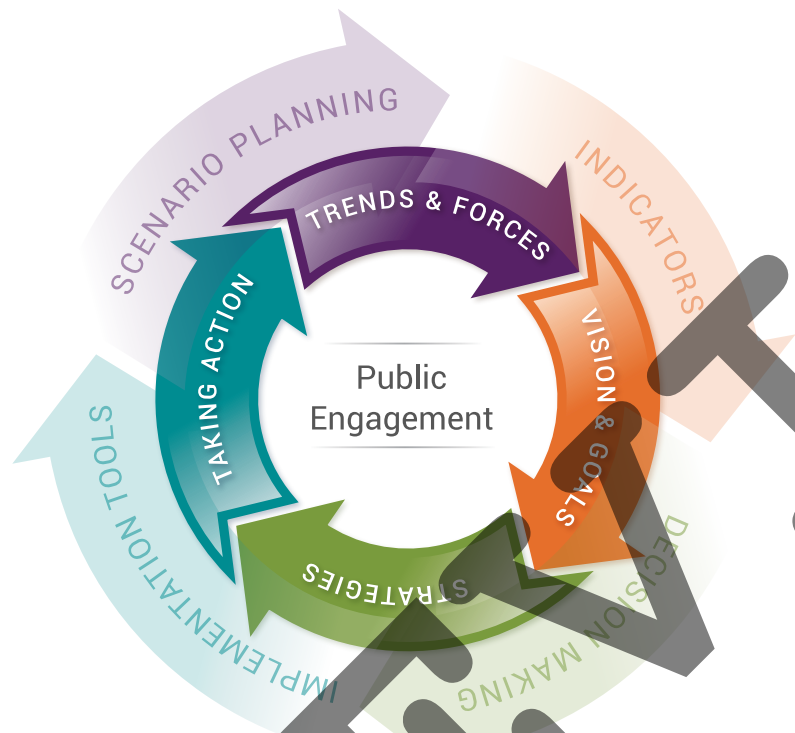 SCENARIO PLANNING
INDICATORS
TRENDS & FORCES
VISION & GOALS
TAKING ACTION
Public
Engagement
STRATEGIES
DECISION MAKING
IMPLEMENTATION TOOLS